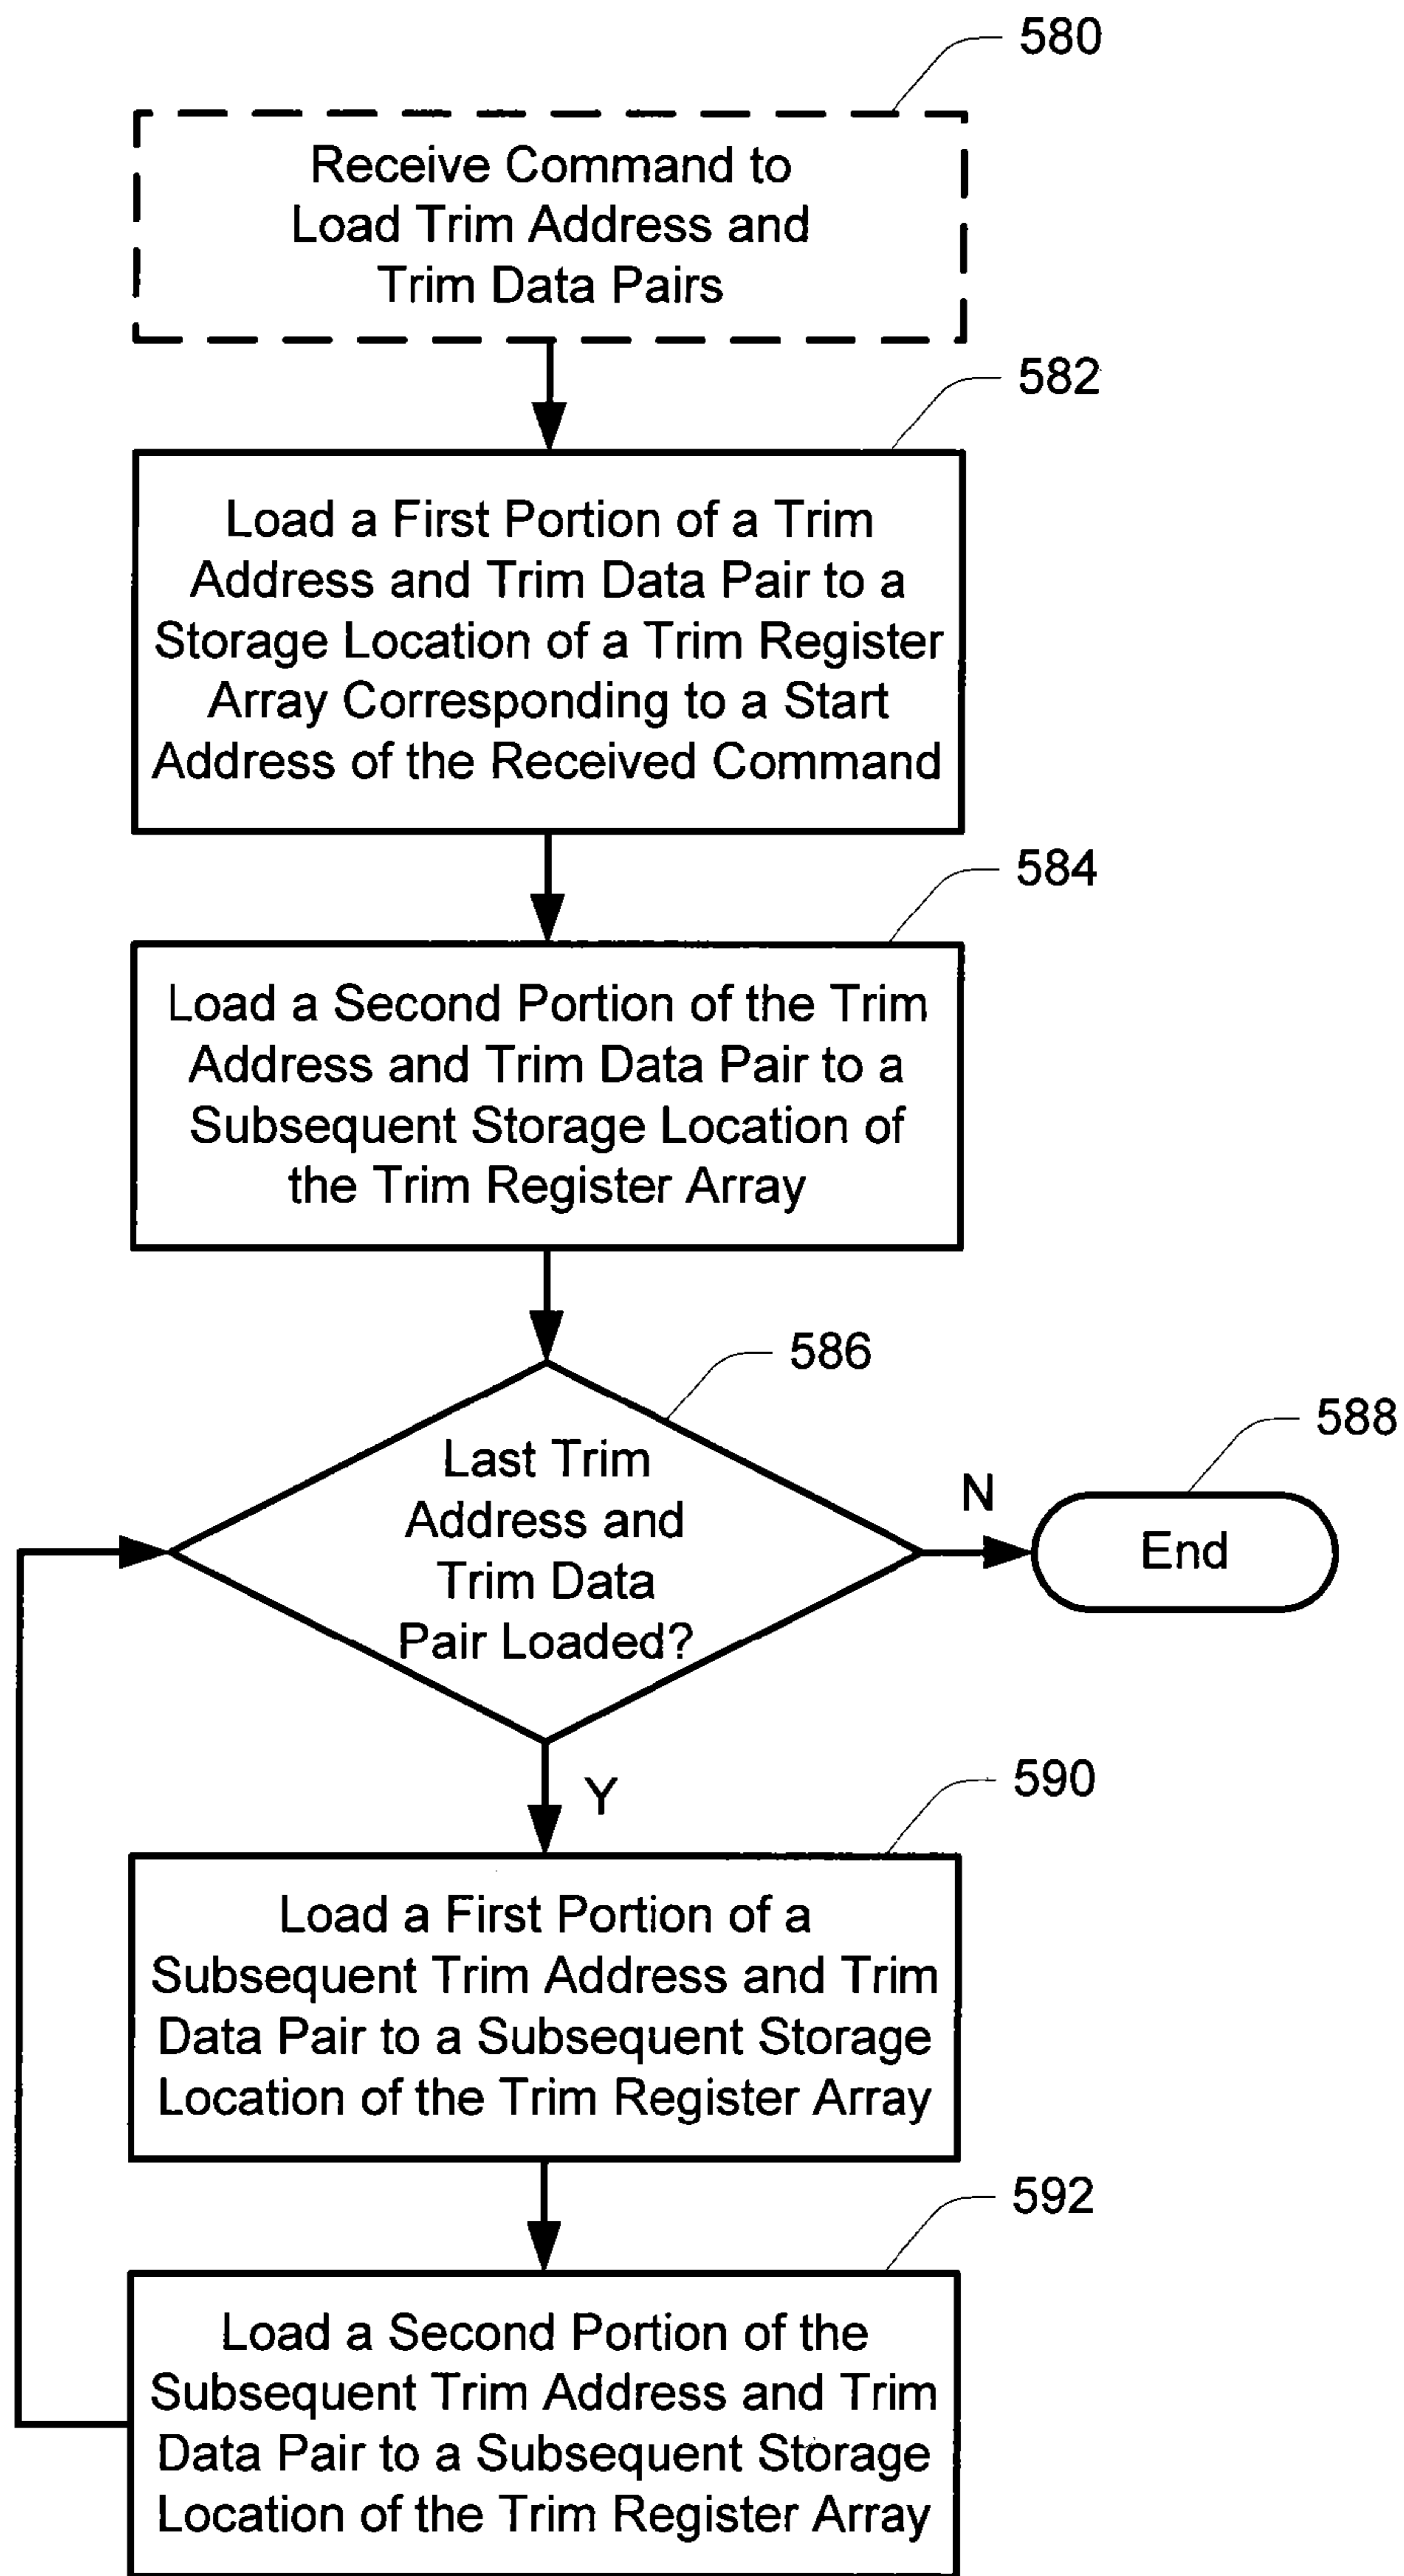 580
Receive Command to
Load Trim Address and
Trim Data Pairs
582
Load a First Portion of a Trim
Address and Trim Data Pair to a
Storage Location of a Trim Register
Array Corresponding to a Start
Address of the Received Command
584
Load a Second Portion of the Trim
Address and Trim Data Pair to a
Subsequent Storage Location of
the Trim Register Array
586
Last Trim
Address and
Trim Data
Pair Loaded?
N
588
End
Y
590
Load a First Portion of a
Subsequent Trim Address and Trim
Data Pair to a Subsequent Storage
Location of the Trim Register Array
592
Load a Second Portion of the
Subsequent Trim Address and Trim
Data Pair to a Subsequent Storage
Location of the Trim Register Array